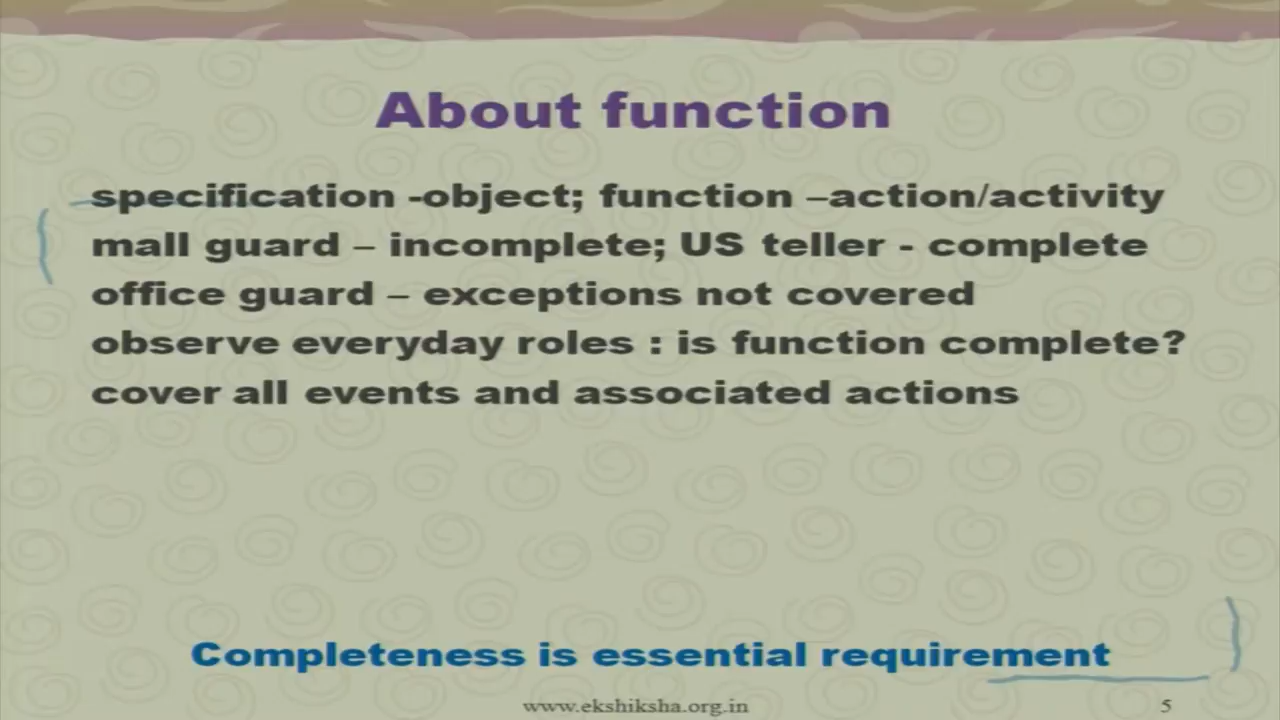 About function
specification -object; function –action/activity
mall guard – incomplete; US teller - complete
office guard – exceptions not covered
observe everyday roles : is function complete?
cover all events and associated actions
Completeness is essential requirement
www.ekshiksha.org.in
5